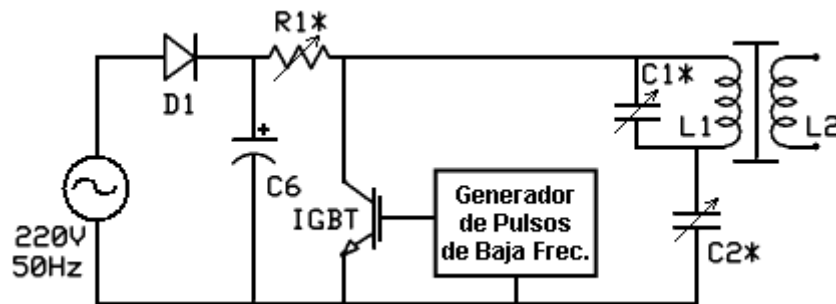 R1*
D1
C6
220V
50Hz
IGBT
Generador
de Pulsos
de Baja Frec.
C1*
L1
L2
C2*